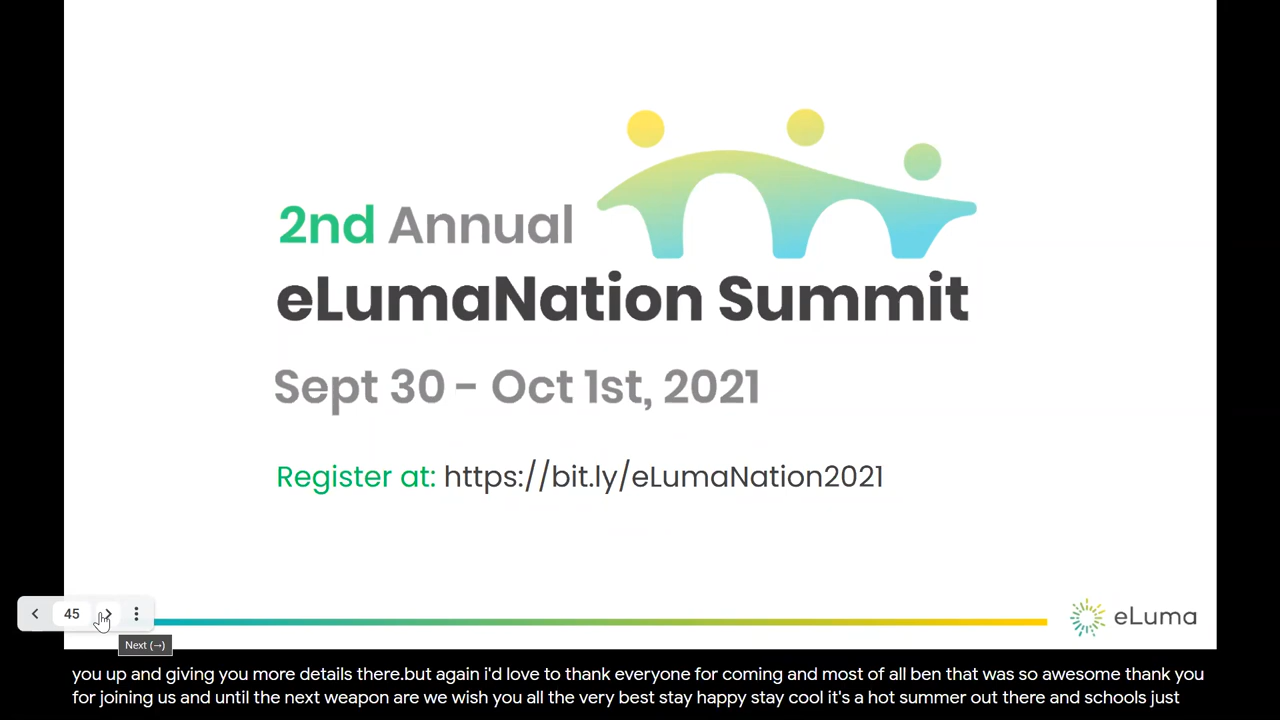 2nd Annual
eLumaNation Summit
Sept 30 - Oct 1st, 2021
Register at: https://bit.ly/eLumaNation2021
45
Next (→)
eLuma
you up and giving you more details there.but again i'd love to thank everyone for coming and most of all ben that was so awesome thank you
for joining us and until the next weapon are we wish you all the very best stay happy stay cool it's a hot summer out there and schools just